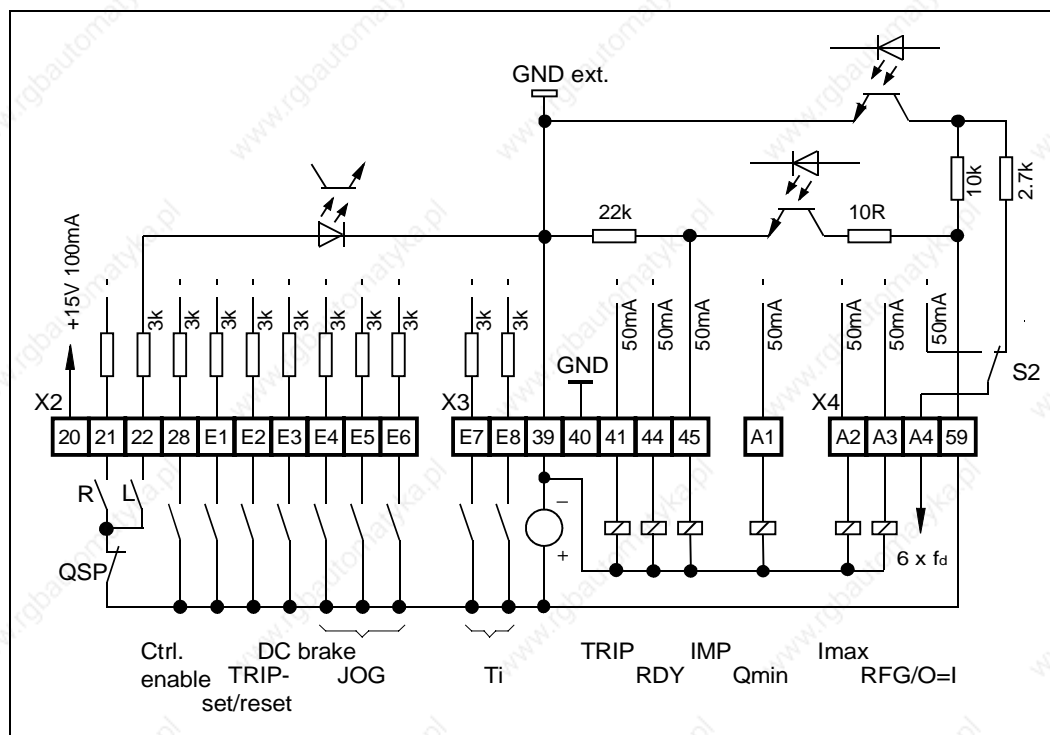 GND ext.
10k
2.7k
22k
10R
+15V 100mA
3k
3k
3k
3k
3k
3k
3k
3k
3k
50mA
50mA
50mA
50mA
50mA
50mA
50mA
GND
S2
X2
X3
X4
20 21 22 28 E1 E2 E3 E4 E5 E6
E7 E8 39 40 41 44 45
A1
A2 A3 A4 59
R
L
QSP
–
+
6 x fd
Ctrl. enable
TRIP-set/reset
DC brake
JOG
Ti
TRIP
RDY
IMP
Qmin
Imax
RFG/O=I
www.rgbautomatyka.pl